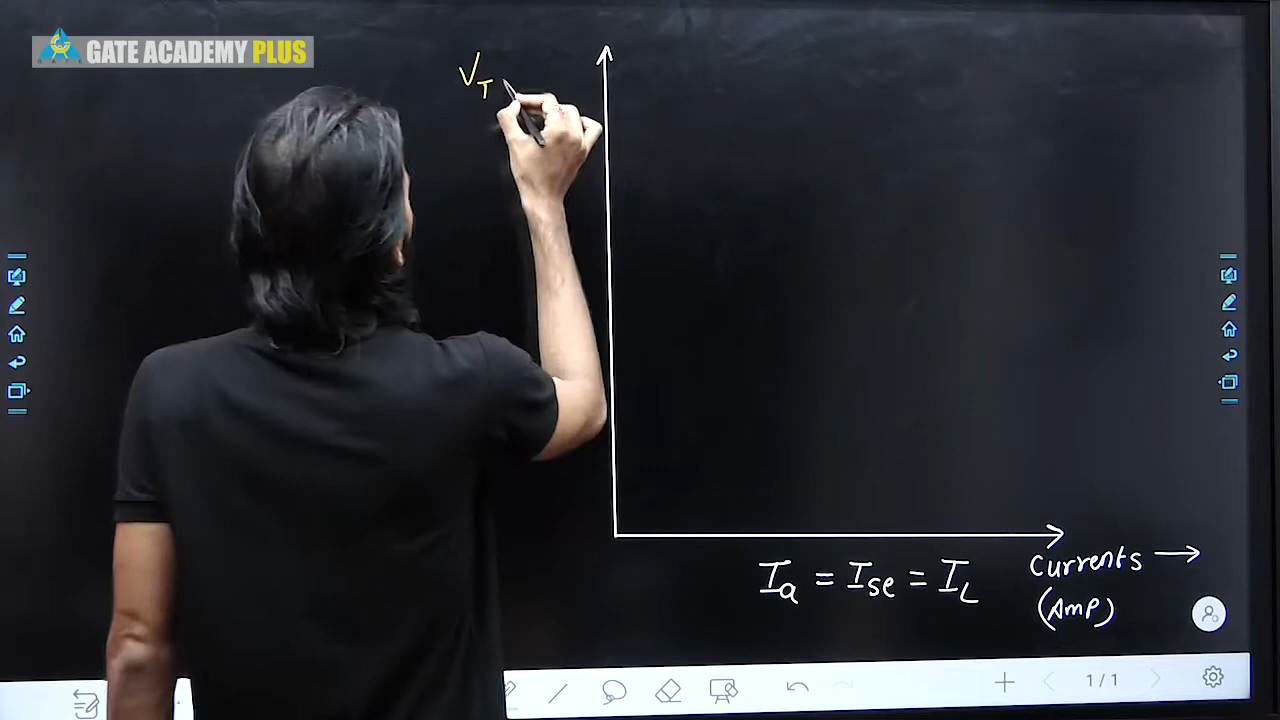 GATE ACADEMY PLUS
V_T
I_a = I_se = I_L
Currents →
(Amp)
1/1